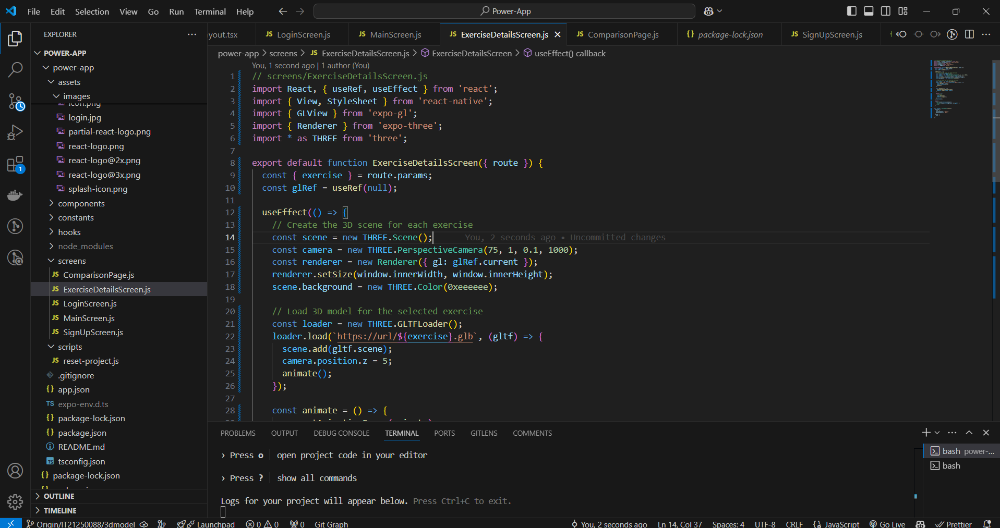 File Edit Selection View Go Run Terminal Help
Power-App
EXPLORER
POWER-APP
power-app
assets
images
icon.png
login.jpg
partial-react-logo.png
react-logo.png
react-logo@2x.png
react-logo@3x.png
splash-icon.png
components
constants
hooks
node_modules
screens
JS ComparisonPage.js
JS ExerciseDetailsScreen.js
JS LoginScreen.js
JS MainScreen.js
JS SignUpScreen.js
scripts
JS reset-project.js
.gitignore
{} app.json
TS expo-env.d.ts
{} package-lock.json
{} package.json
README.md
TS tsconfig.json
{} package-lock.json
OUTLINE
TIMELINE
1
yout.tsx JS LoginScreen.js JS MainScreen.js JS ExerciseDetailsScreen.js JS ComparisonPage.js {} package-lock.json JS SignUpScreen.js
power-app > screens > JS ExerciseDetailsScreen.js > ExerciseDetailsScreen > useEffect() callback
You, 1 second ago | 1 author (You)
1 // screens/ExerciseDetailsScreen.js
2 import React, { useRef, useEffect } from 'react';
3 import { View, StyleSheet } from 'react-native';
4 import { GLView } from 'expo-gl';
5 import { Renderer } from 'expo-three';
6 import * as THREE from 'three';
7
8 export default function ExerciseDetailsScreen({ route }) {
9 const { exercise } = route.params;
10 const glRef = useRef(null);
11
12 useEffect(() => {
13 // Create the 3D scene for each exercise
14 const scene = new THREE.Scene(); You, 2 seconds ago • Uncommitted changes
15 const camera = new THREE.PerspectiveCamera(75, 1, 0.1, 1000);
16 const renderer = new Renderer({ gl: glRef.current });
17 renderer.setSize(window.innerWidth, window.innerHeight);
18 scene.background = new THREE.Color(0xeeeeee);
19
20 // Load 3D model for the selected exercise
21 const loader = new THREE.GLTFLoader();
22 loader.load(`https://url/${exercise}.glb`, (gltf) => {
23 scene.add(gltf.scene);
24 camera.position.z = 5;
25 animate();
26 });
27
28 const animate = () => {
PROBLEMS OUTPUT DEBUG CONSOLE TERMINAL PORTS GITLENS COMMENTS
› Press o │ open project code in your editor
› Press ? │ show all commands
Logs for your project will appear below. Press Ctrl+C to exit.
bash power-...
bash
Origin/IT21250088/3dmodel Launchpad 0 0 0 Git Graph You, 2 seconds ago Ln 14, Col 37 Spaces: 4 UTF-8 CRLF {} JavaScript Go Live Prettier